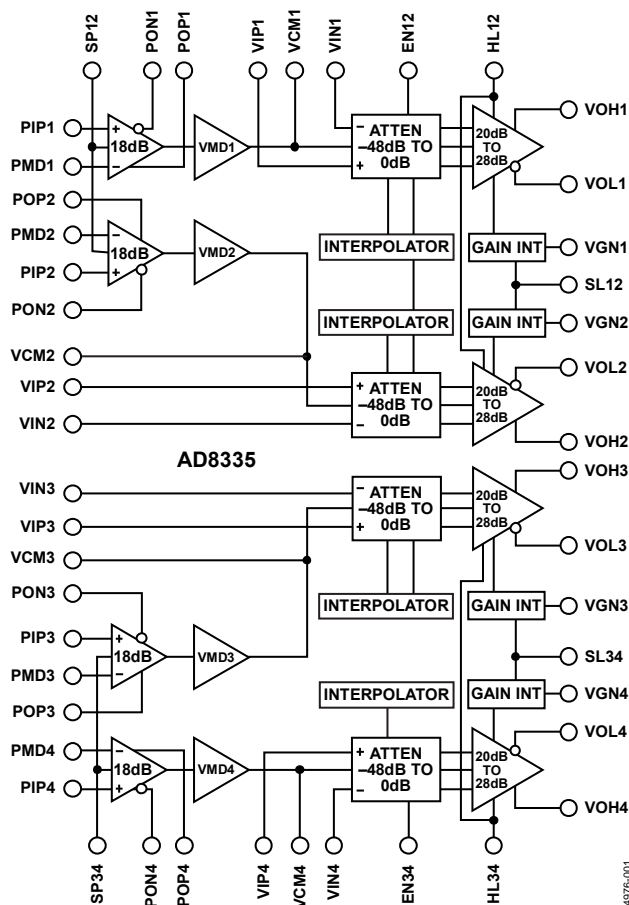 SP12
PON1
POP1
VIP1
VCM1
VIN1
EN12
HL12
PIP1
PMD1
POP2
PMD2
PIP2
PON2
VCM2
VIP2
VIN2
+
18dB
−
VMD1
−
18dB
+
VMD2
−
ATTEN
−48dB TO
0dB
+
20dB
TO
28dB
VOH1
VOL1
INTERPOLATOR
GAIN INT
VGN1
SL12
INTERPOLATOR
GAIN INT
VGN2
+
ATTEN
−48dB TO
0dB
−
20dB
TO
28dB
VOL2
VOH2
AD8335
VIN3
VIP3
VCM3
PON3
PIP3
PMD3
POP3
PMD4
PIP4
−
ATTEN
−48dB TO
0dB
+
20dB
TO
28dB
VOH3
VOL3
INTERPOLATOR
GAIN INT
VGN3
SL34
+
18dB
−
VMD3
INTERPOLATOR
GAIN INT
VGN4
−
18dB
+
VMD4
+
ATTEN
−48dB TO
0dB
−
20dB
TO
28dB
VOL4
VOH4
SP34
PON4
POP4
VIP4
VCM4
VIN4
EN34
HL34
4976-001